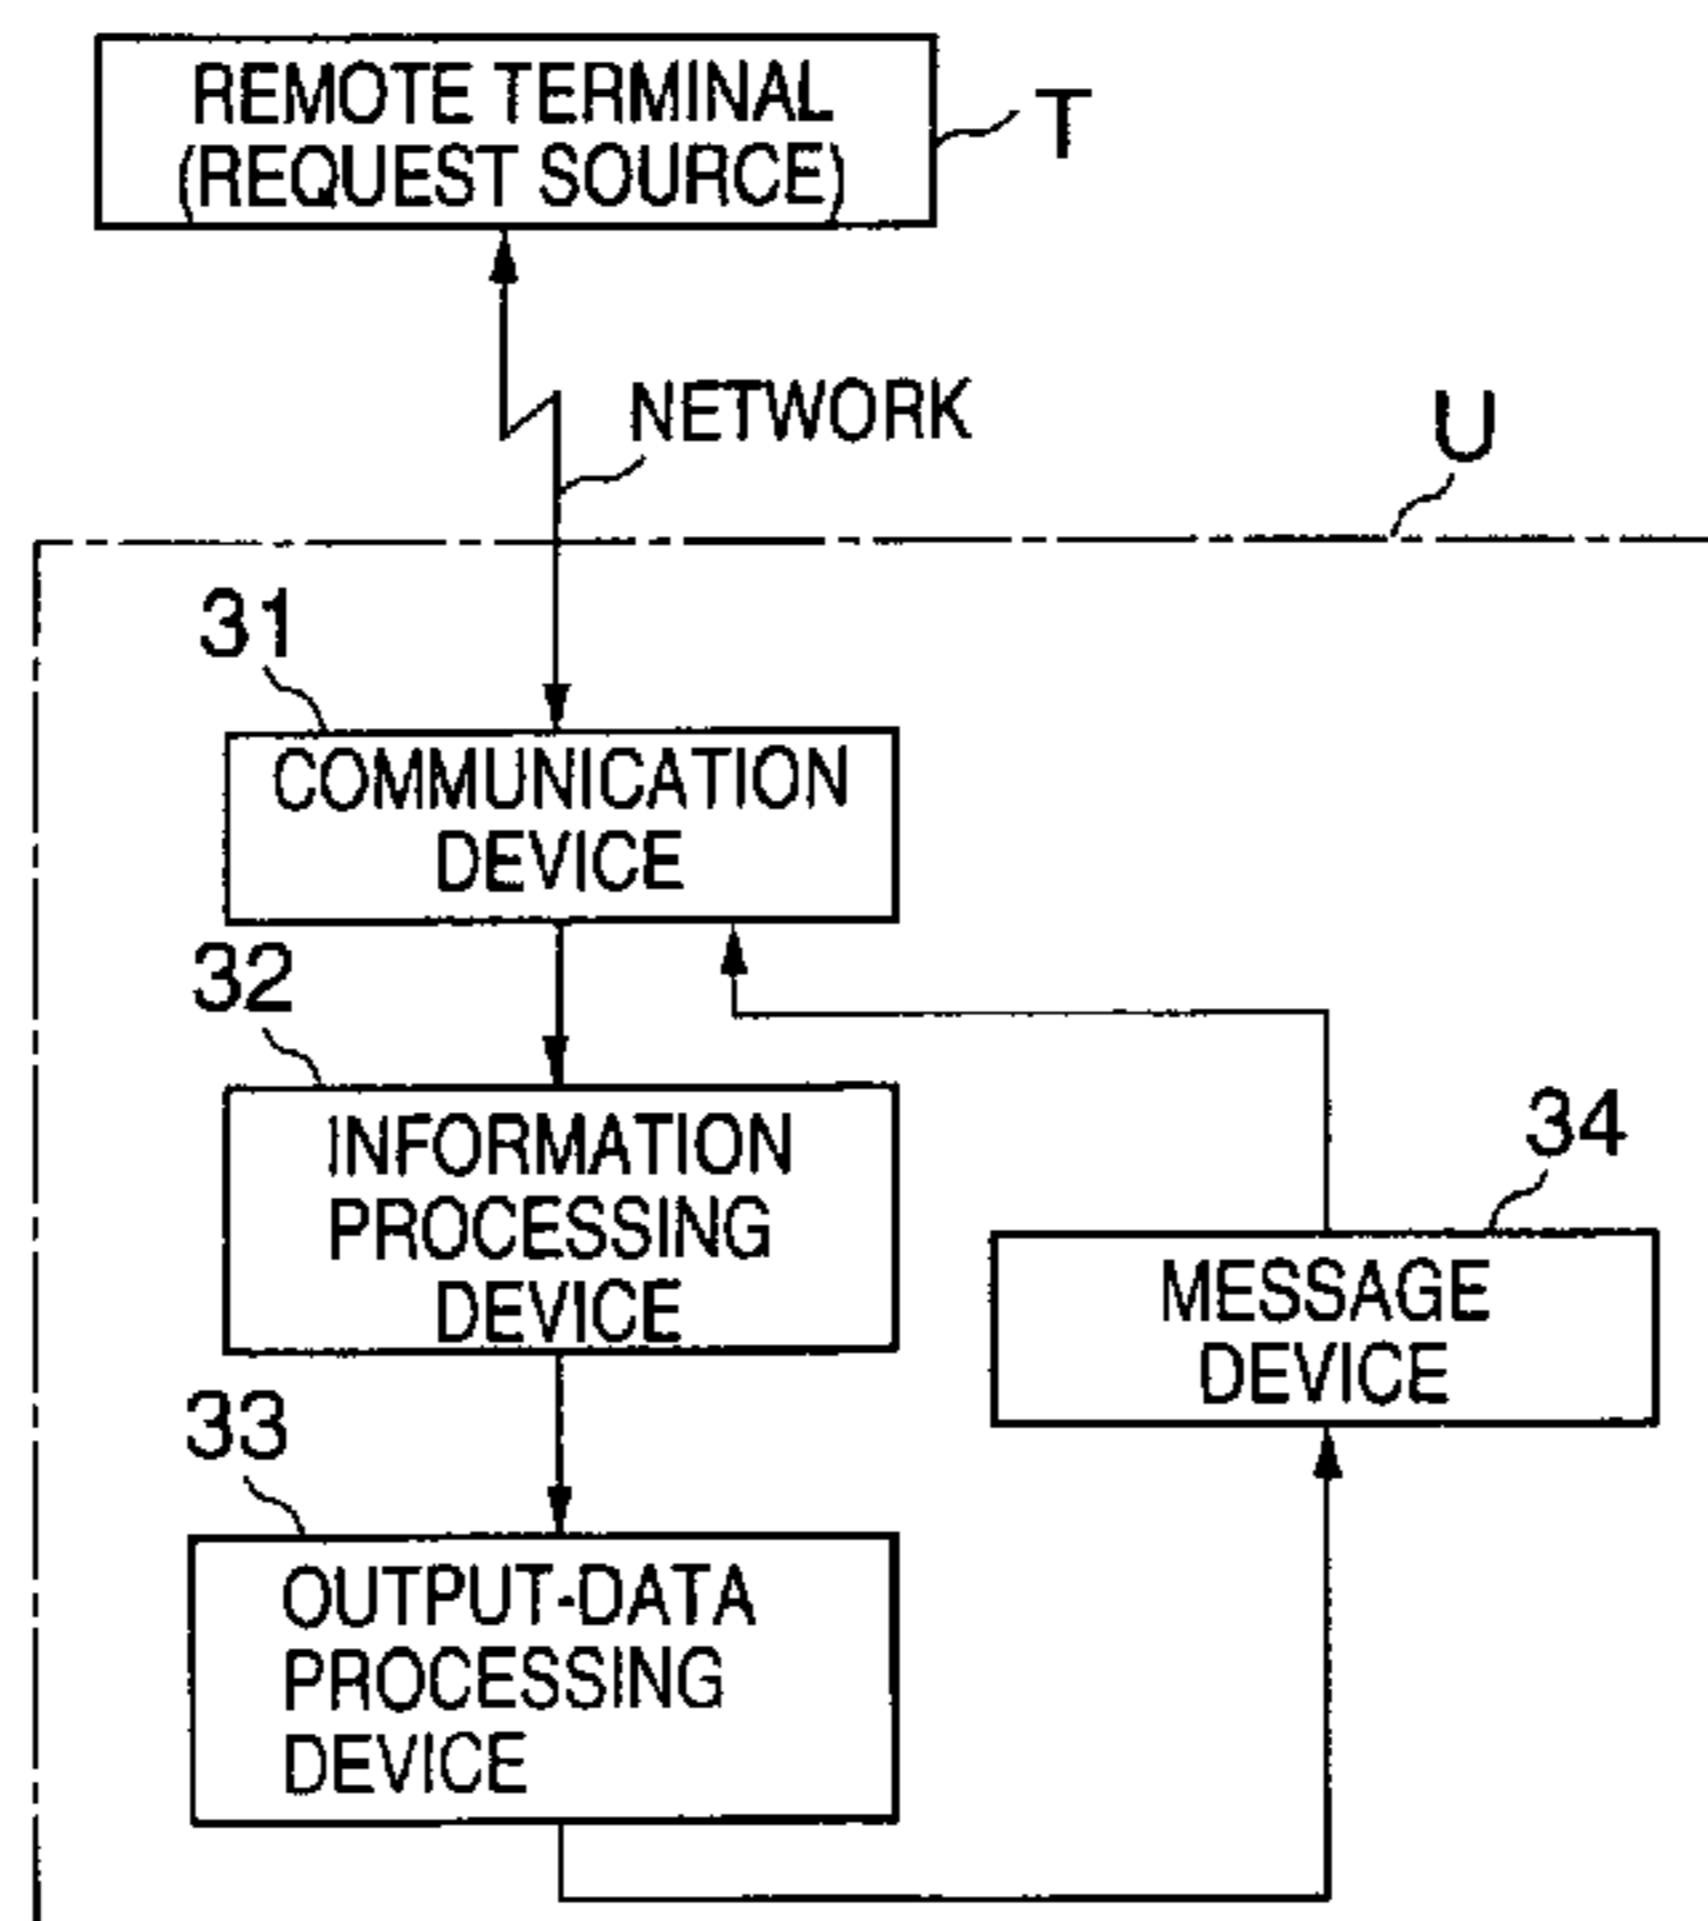 REMOTE TERMINAL
(REQUEST SOURCE)
T
NETWORK
U
31
COMMUNICATION
DEVICE
32
INFORMATION
PROCESSING
DEVICE
34
MESSAGE
DEVICE
33
OUTPUT-DATA
PROCESSING
DEVICE